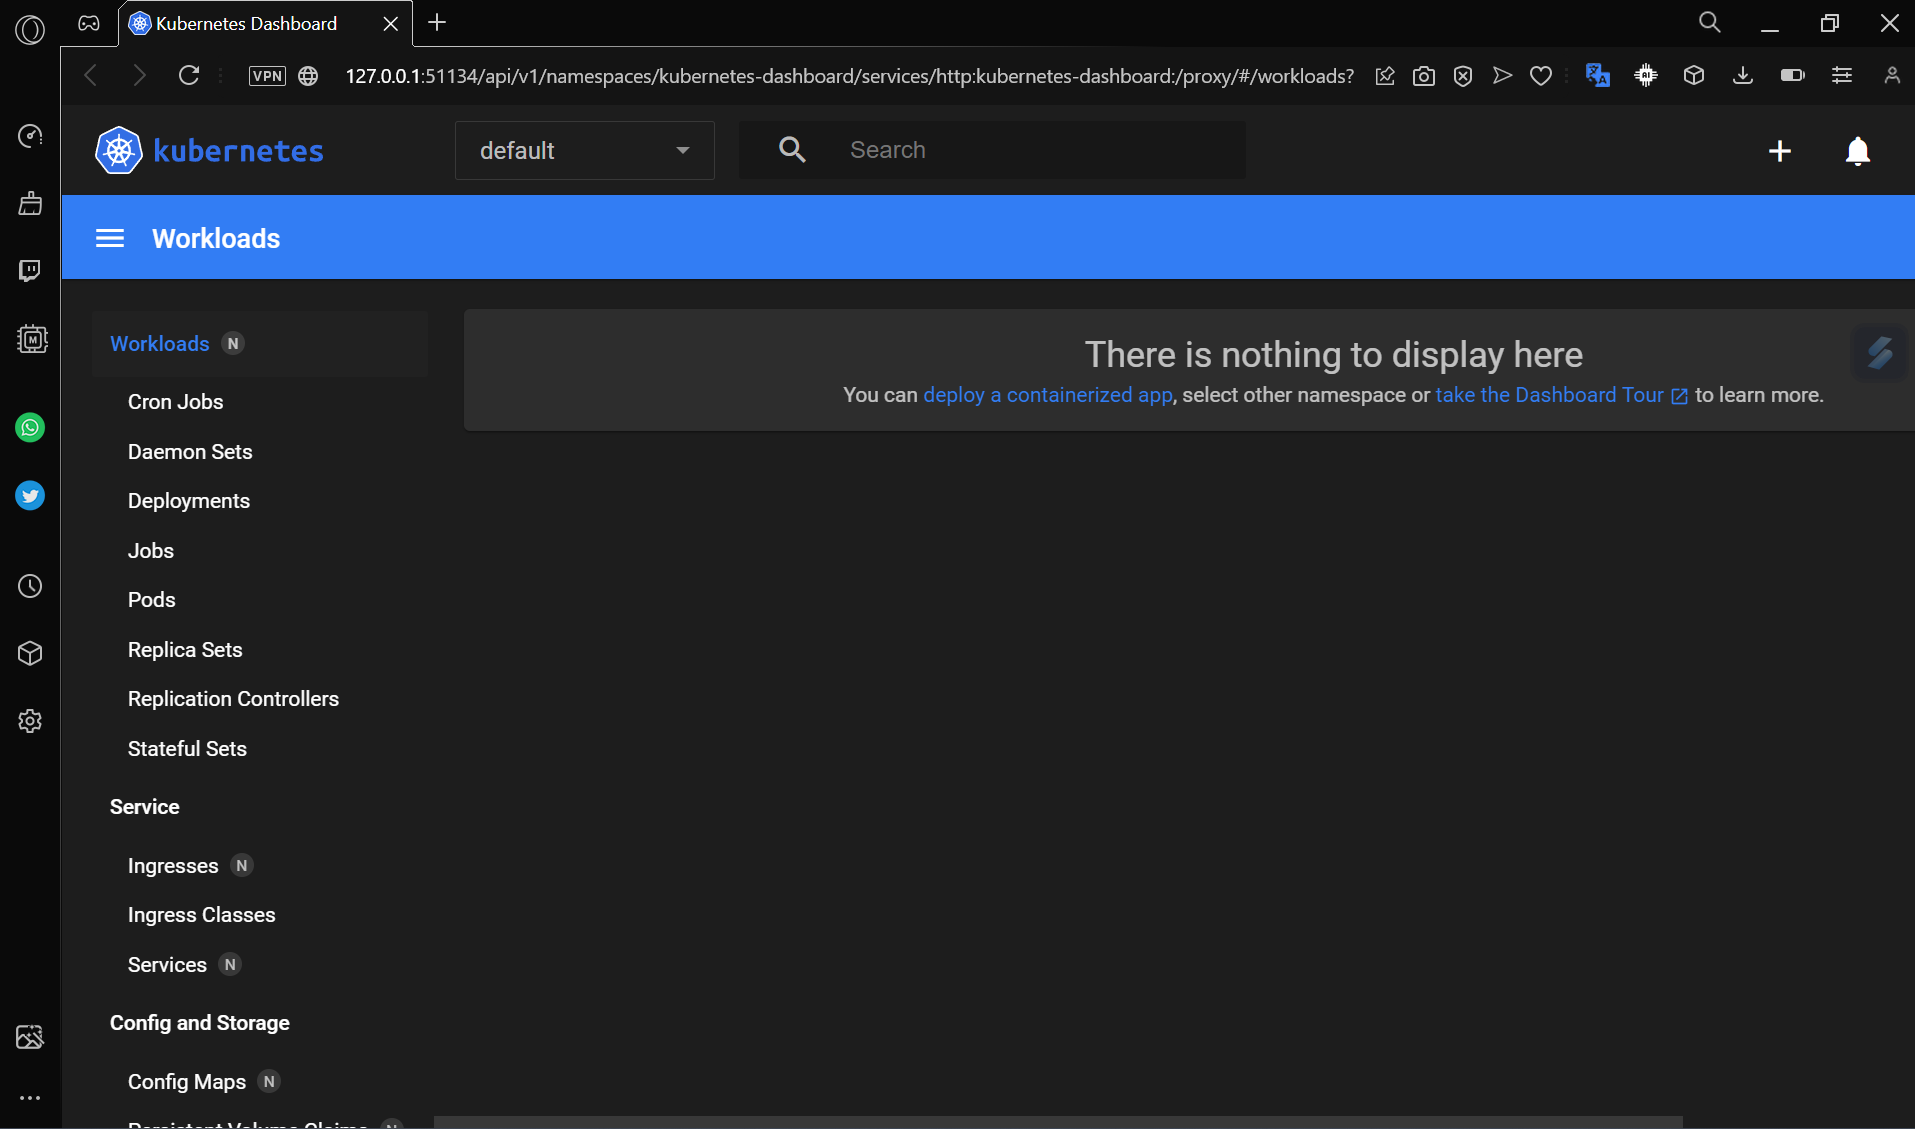 Kubernetes Dashboard
VPN 127.0.0.1:51134/api/v1/namespaces/kubernetes-dashboard/services/http:kubernetes-dashboard:/proxy/#/workloads?
kubernetes
default
Search
Workloads
Workloads N
Cron Jobs
Daemon Sets
Deployments
Jobs
Pods
Replica Sets
Replication Controllers
Stateful Sets
Service
Ingresses N
Ingress Classes
Services N
Config and Storage
Config Maps N
Persistent Volume Claims N
There is nothing to display here
You can deploy a containerized app, select other namespace or take the Dashboard Tour to learn more.